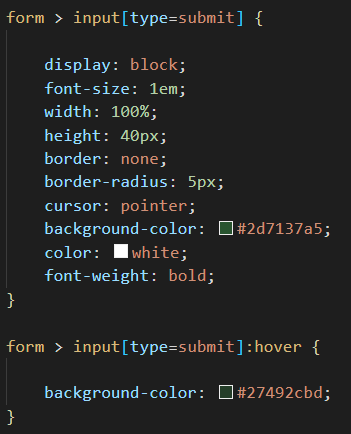 form > input[type=submit] {
display: block;
font-size: 1em;
width: 100%;
height: 40px;
border: none;
border-radius: 5px;
cursor: pointer;
background-color: #2d7137a5;
color: white;
font-weight: bold;
}
form > input[type=submit]:hover {
background-color: #27492cbd;
}